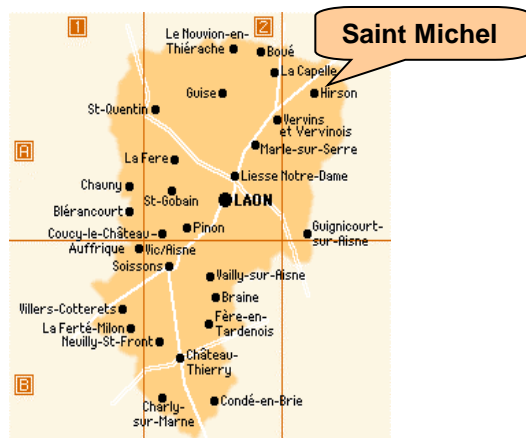 1
2
Saint Michel
Le Nouvion-en-
Thiérache
Boué
La Capelle
Guise
Hirson
St-Quentin
Vervins
et Vervinois
Marle-sur-Serre
A
La Fere
Liesse Notre-Dame
Chauny
St-Gobain
LAON
Blérancourt
Pinon
Coucy-le-Château
Guignicourt
-sur-Aisne
Auffrique
Vic/Aisne
Soissons
Vailly-sur-Aisne
Braine
Villers-Cotterets
Fère-en-
Tardenois
La Ferté-Milon
Neuilly-St-Front
Château-
Thierry
B
Charly-
sur-Marne
Condé-en-Brie